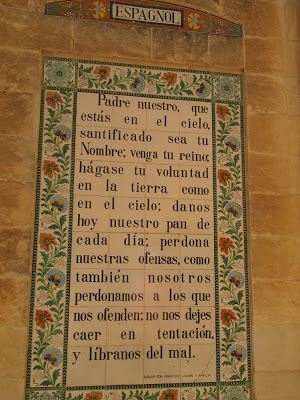 ESPAGNOL
Padre nuestro, que
estás en el cielo,
santificado sea tu
Nombre; venga tu reino;
hágase tu voluntad
en la tierra como
en el cielo; danos
hoy nuestro pan de
cada día; perdona
nuestras ofensas, como
también nosotros
perdonamos a los que
nos ofenden; no nos dejes
caer en tentación,
y líbranos del mal.